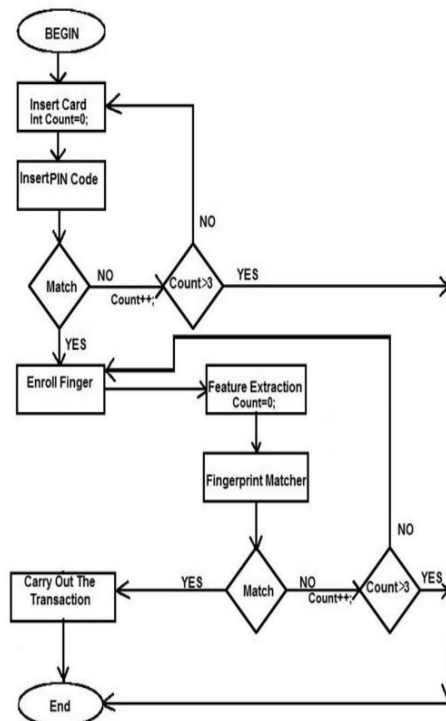 BEGIN
Insert Card
Int Count=0;
InsertPIN Code
NO
Match
NO
Count++;
Count>3
YES
YES
Enroll Finger
Feature Extraction
Count=0;
Fingerprint Matcher
NO
Carry Out The
Transaction
YES
Match
NO
Count++;
Count>3
YES
End